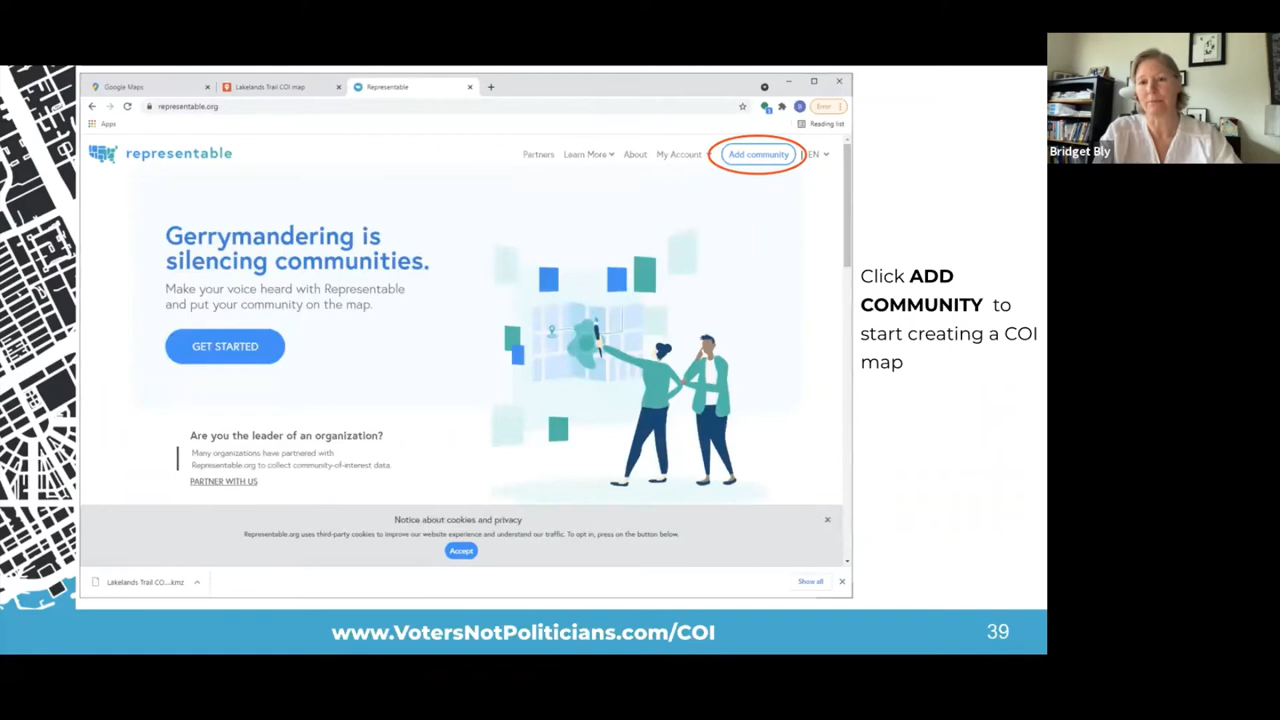 Google Maps
Lakelands Trail COI map
Representable
representable.org
Error
Apps
Reading list
representable
Partners
Learn More
About
My Account
Add community
EN
Gerrymandering is
silencing communities.
Make your voice heard with Representable
and put your community on the map.
GET STARTED
Are you the leader of an organization?
Many organizations have partnered with
Representable.org to collect community-of-interest data.
PARTNER WITH US
Notice about cookies and privacy
Representable.org uses third-party cookies to improve our website experience and understand our traffic. To opt in, press on the button below.
Accept
Lakelands Trail CO....kmz
Show all
Click ADD
COMMUNITY to
start creating a COI
map
www.VotersNotPoliticians.com/COI
39
Bridget Bly